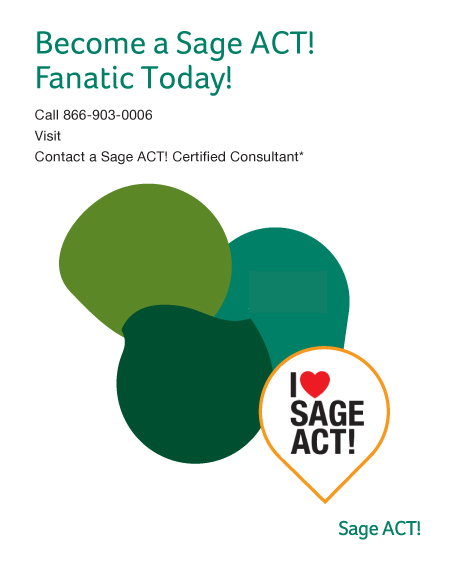 Become a Sage ACT!
Fanatic Today!
Call 866-903-0006
Visit
Contact a Sage ACT! Certified Consultant*
I ❤
SAGE
ACT!
Sage ACT!